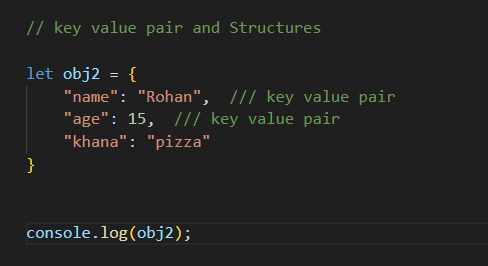 // key value pair and Structures
let obj2 = {
"name": "Rohan",  /// key value pair
"age": 15,  /// key value pair
"khana": "pizza"
}
console.log(obj2);